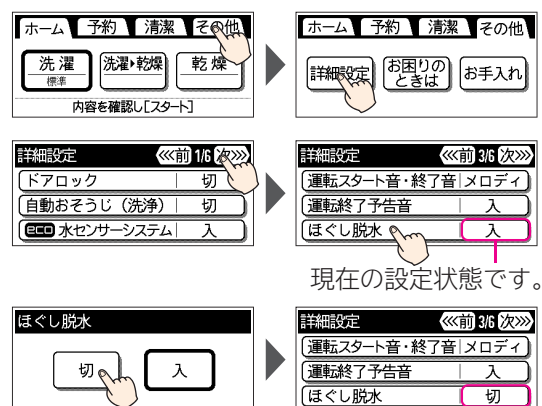 ホーム 予約 清潔 その他
洗濯 標準
洗濯▸乾燥
乾燥
内容を確認し[スタート]
ホーム 予約 清潔 その他
詳細設定
お困りの
ときは
お手入れ
詳細設定 ⋘前 1/6 次⋙
ドアロック 切
自動おそうじ（洗浄） 切
eco 水センサーシステム 入
詳細設定 ⋘前 3/6 次⋙
運転スタート音・終了音 メロディ
運転終了予告音 入
ほぐし脱水 入
現在の設定状態です。
ほぐし脱水
切 入
詳細設定 ⋘前 3/6 次⋙
運転スタート音・終了音 メロディ
運転終了予告音 入
ほぐし脱水 切